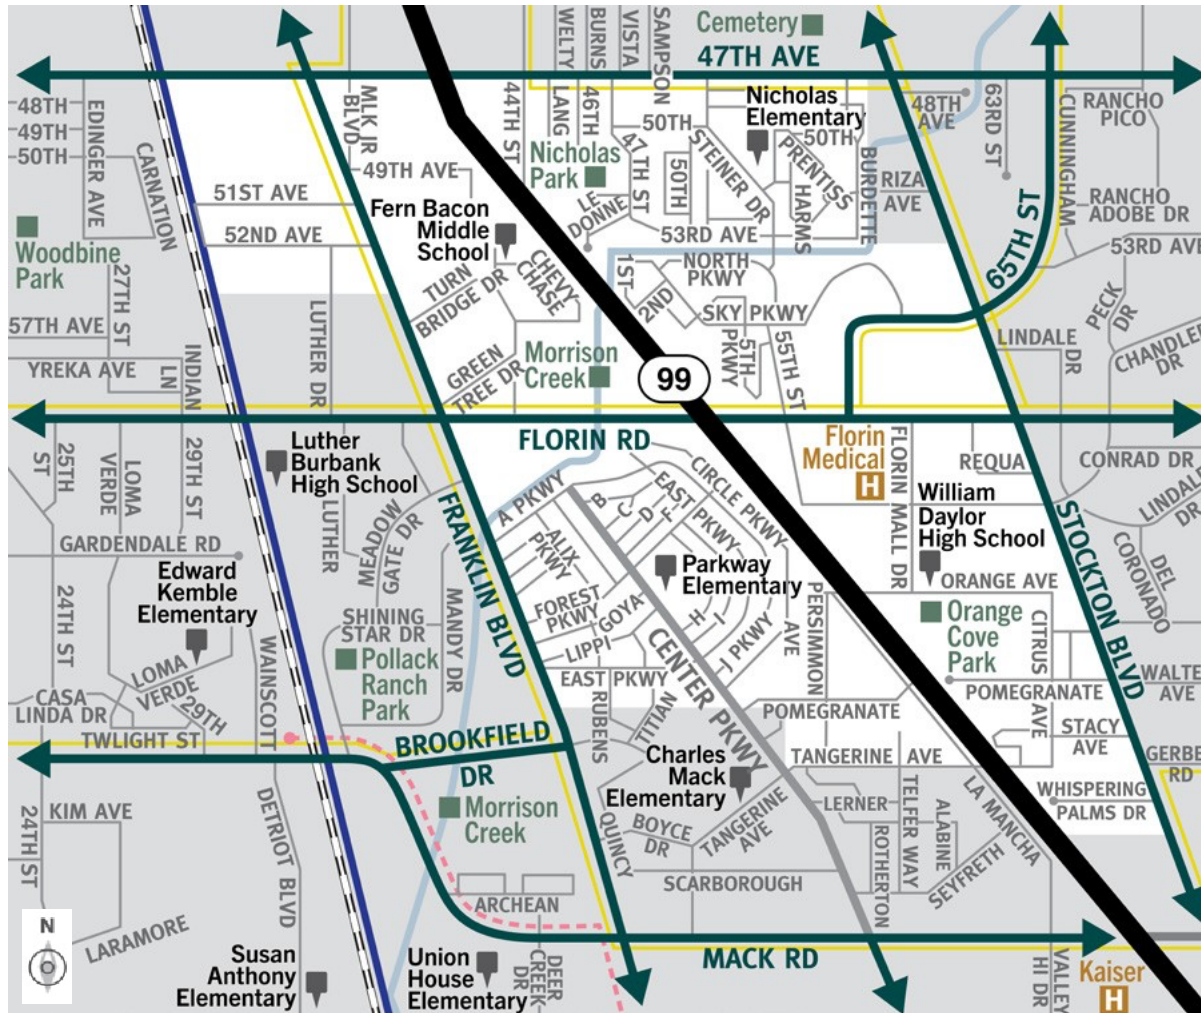 WELTY
BURNS
VISTA
SAMPSON
Cemetery
47TH AVE
48TH
49TH
50TH
EDINGER AVE
CARNATION
MLK JR
BLVD
44TH ST
LANG
46TH
47TH ST
50TH
Nicholas
Elementary
50TH
STEINER DR
PRENTISS
HARMS
BURDETTE
48TH
AVE
63RD ST
CUNNINGHAM
RANCHO
PICO
49TH AVE
Nicholas
Park
50TH
RIZA
AVE
RANCHO
ADOBE DR
51ST AVE
52ND AVE
Fern Bacon
Middle
School
LE
DONNE
53RD AVE
65TH ST
53RD AVE
Woodbine
Park
27TH ST
TURN
BRIDGE DR
CHEVY
CHASE
1ST
2ND
NORTH
PKWY
SKY PKWY
5TH
PKWY
55TH ST
PECK
DR
57TH AVE
YREKA AVE
INDIAN
LN
LUTHER DR
GREEN
TREE DR
Morrison
Creek
99
LINDALE
DR
CHANDLER
DR
FLORIN RD
25TH
ST
LOMA
VERDE
29TH ST
Luther
Burbank
High School
LUTHER
MEADOW
GATE DR
FRANKLIN BLVD
A PKWY
B
C
D
F
EAST PKWY
CIRCLE PKWY
Florin
Medical
H
FLORIN MALL DR
REQUA
CONRAD DR
LINDALE
DR
William
Daylor
High School
STOCKTON BLVD
DEL
CORONADO
GARDENDALE RD
Edward
Kemble
Elementary
ALIX
PKWY
FOREST
PKWY
GOYA
LIPPI
Parkway
Elementary
H
I
J PKWY
AVE
PERSIMMON
ORANGE AVE
Orange
Cove
Park
CITRUS
AVE
24TH ST
SHINING
STAR DR
MANDY DR
Pollack
Ranch
Park
LOMA
VERDE
29TH
WAINSCOTT
CASA
LINDA DR
TWLIGHT ST
EAST PKWY
RUBENS
TITIAN
CENTER PKWY
POMEGRANATE
POMEGRANATE
WALTE
AVE
STACY
AVE
GERBE
RD
BROOKFIELD
DR
Charles
Mack
Elementary
TANGERINE AVE
WHISPERING
PALMS DR
24TH ST
KIM AVE
DETRIOT BLVD
Morrison
Creek
QUINCY
BOYCE
DR
TANGERINE
AVE
LERNER
ROTHERTON
TELFER WAY
ALABINE
SEYFRETH
LA MANCHA
SCARBOROUGH
ARCHEAN
N
LARAMORE
Susan
Anthony
Elementary
Union
House
Elementary
DEER
CREEK
DR
MACK RD
VALLEY
HI DR
Kaiser
H